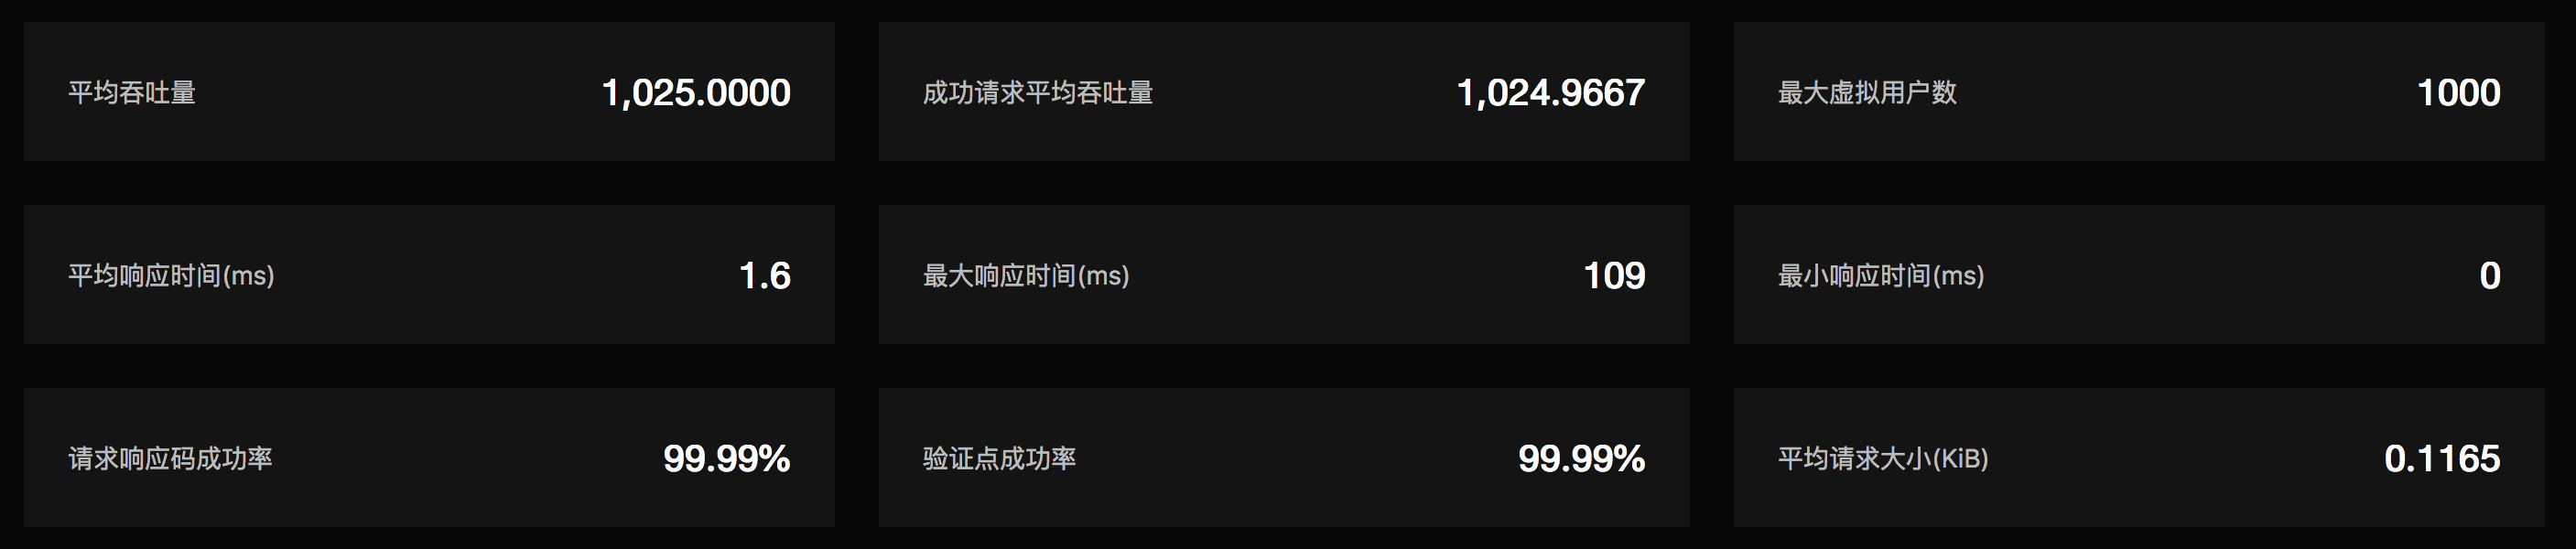 平均吞吐量 1,025.0000
成功请求平均吞吐量 1,024.9667
最大虚拟用户数 1000
平均响应时间(ms) 1.6
最大响应时间(ms) 109
最小响应时间(ms) 0
请求响应码成功率 99.99%
验证点成功率 99.99%
平均请求大小(KiB) 0.1165